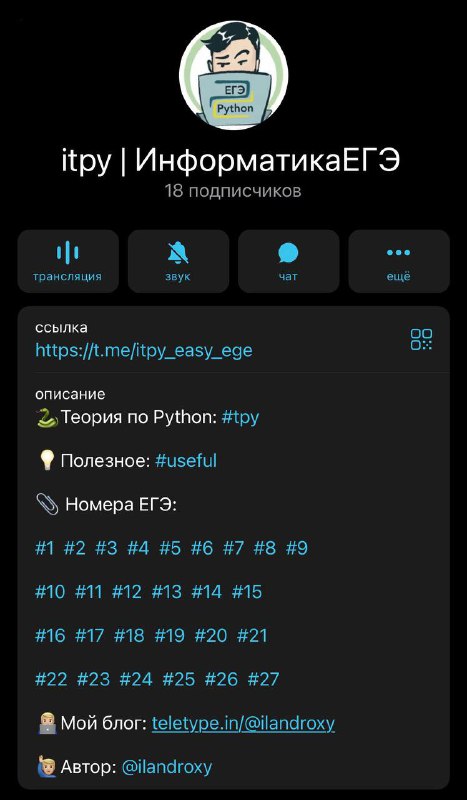 ЕГЭ
Python
itpy | ИнформатикаЕГЭ
18 подписчиков
трансляция
звук
чат
ещё
ссылка
https://t.me/itpy_easy_ege
описание
🐍Теория по Python: #tpy
💡 Полезное: #useful
📎 Номера ЕГЭ:
#1 #2 #3 #4 #5 #6 #7 #8 #9
#10 #11 #12 #13 #14 #15
#16 #17 #18 #19 #20 #21
#22 #23 #24 #25 #26 #27
👨🏼‍💻Мой блог: teletype.in/@ilandroxy
🙋🏼‍♂️Автор: @ilandroxy